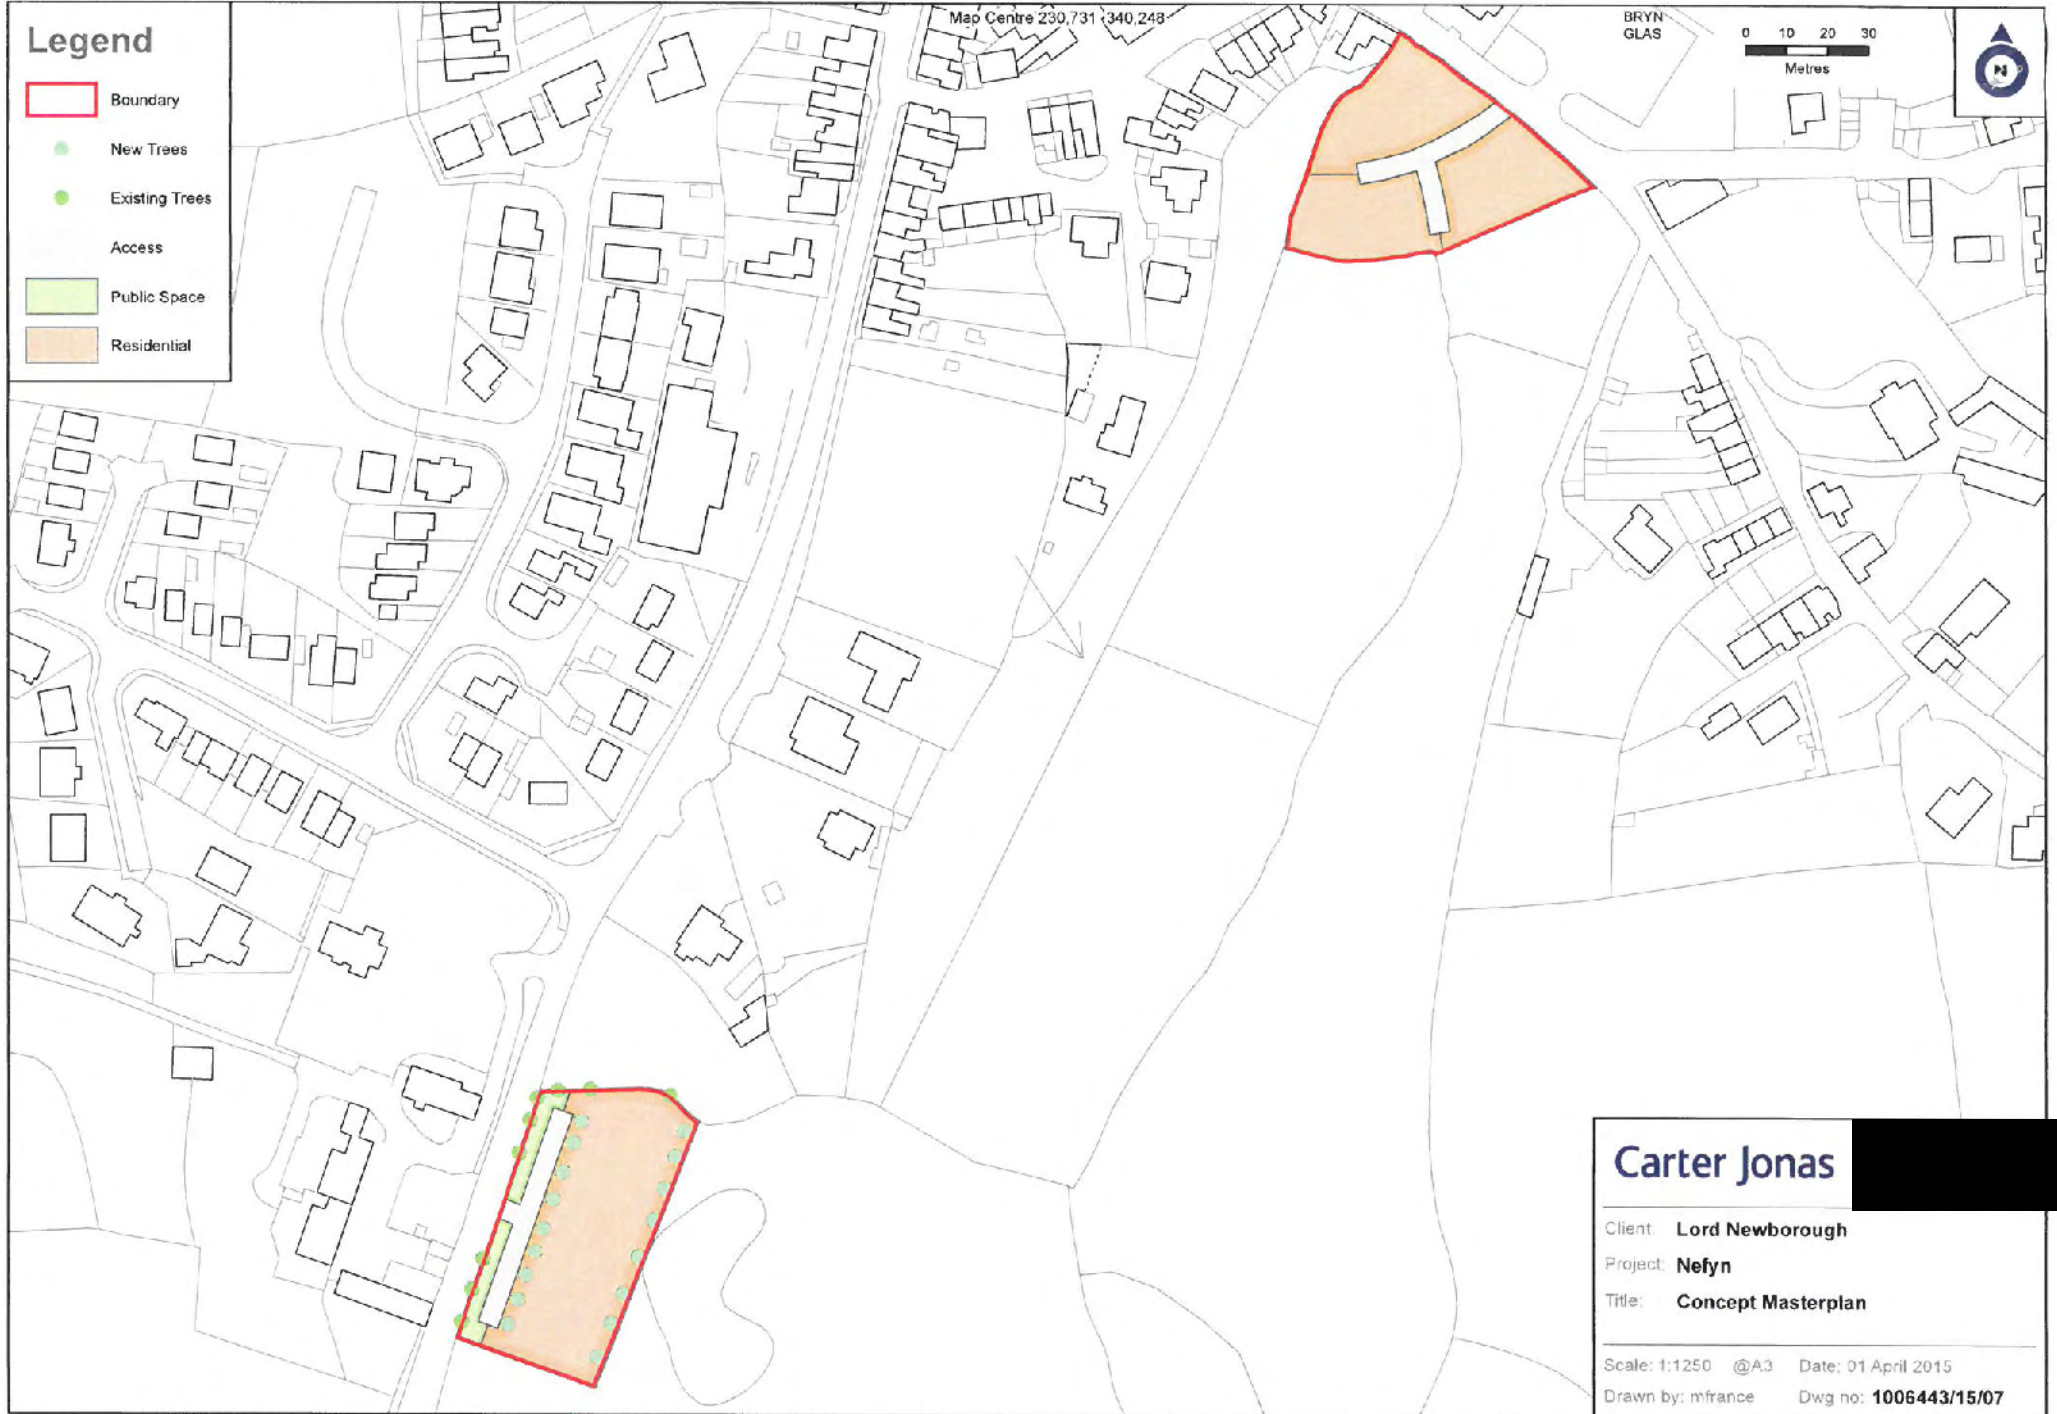 Legend
Boundary
New Trees
Existing Trees
Access
Public Space
Residential
Map Centre 230,731 340,248
BRYN
GLAS
0 10 20 30
Metres
N
Carter Jonas
Client: Lord Newborough
Project: Nefyn
Title: Concept Masterplan
Scale: 1:1250 @A3 Date: 01 April 2015
Drawn by: mfrance Dwg no: 1006443/15/07